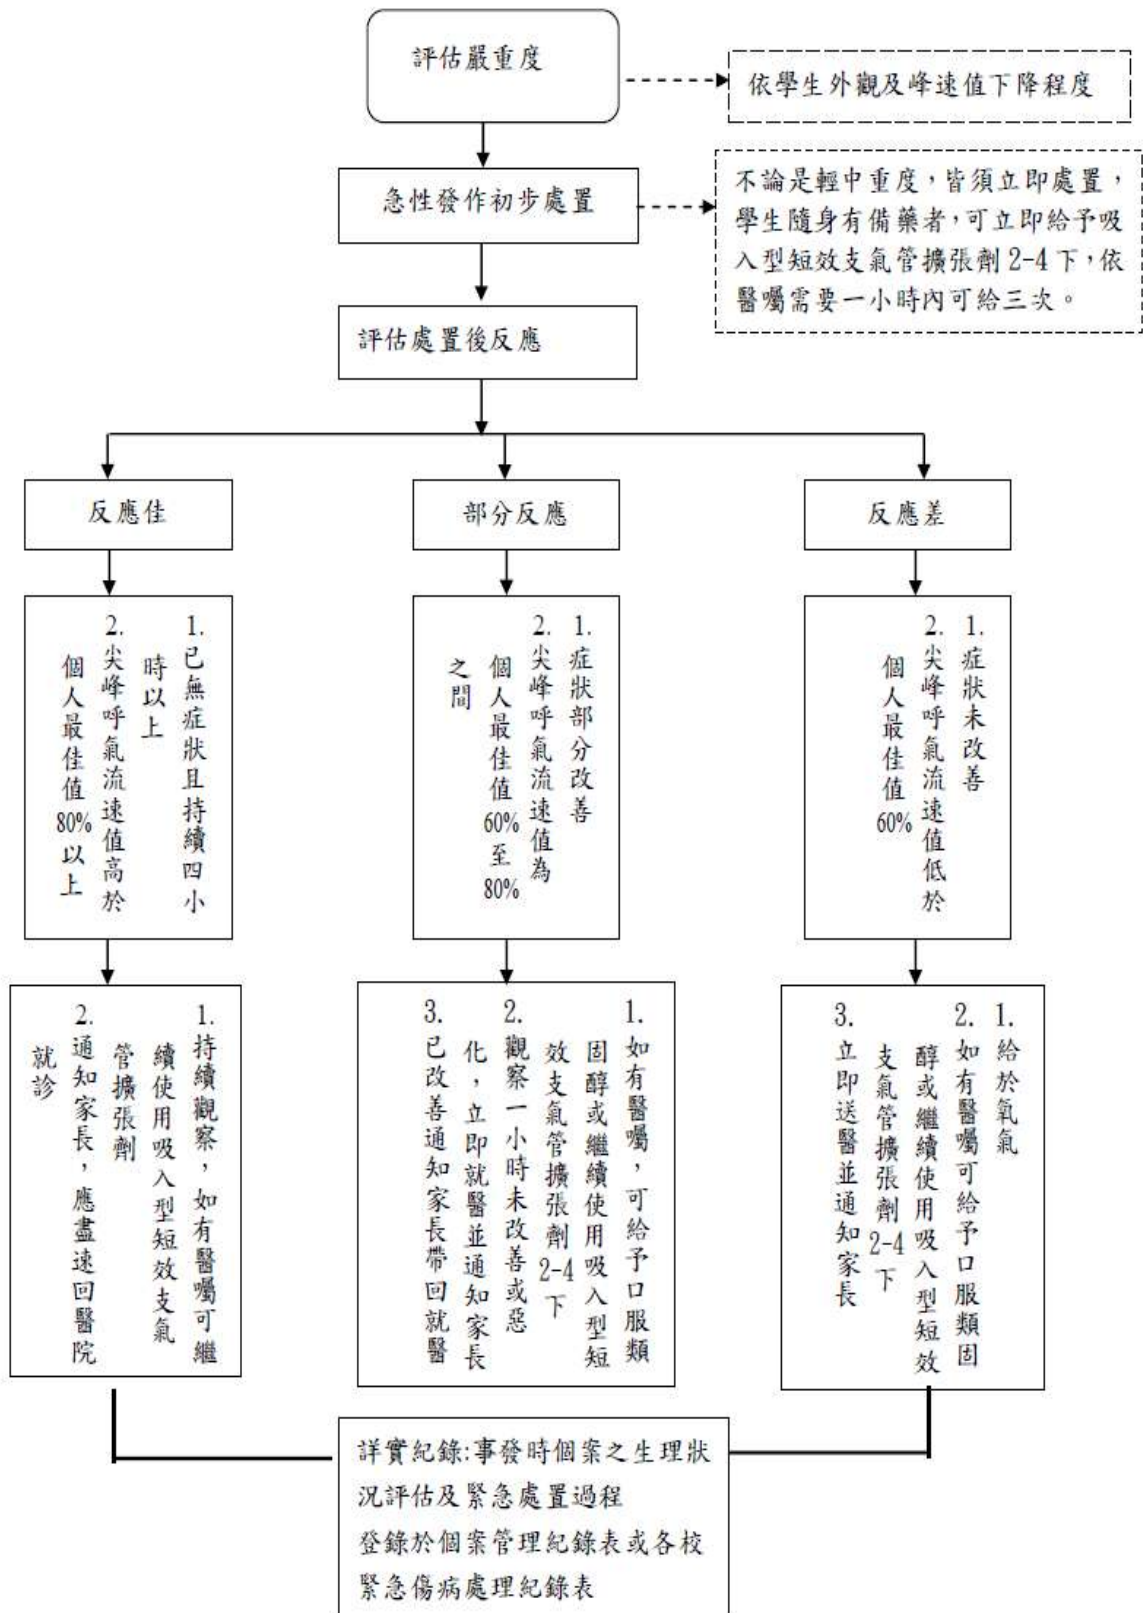 評估嚴重度
依學生外觀及峰速值下降程度
急性發作初步處置
不論是輕中重度，皆須立即處置，
學生隨身有備藥者，可立即給予吸
入型短效支氣管擴張劑2-4下，依
醫囑需要一小時內可給三次。
評估處置後反應
反應佳
部分反應
反應差
1.已無症狀且持續四小
時以上
2.尖峰呼氣流速值高於
個人最佳值80%以上
1.症狀部分改善
2.尖峰呼氣流速值為
個人最佳值60%至80%
之間
1.症狀未改善
2.尖峰呼氣流速值低於
個人最佳值60%
1.持續觀察，如有醫囑可繼
續使用吸入型短效支氣
管擴張劑
2.通知家長，應盡速回醫院
就診
1.如有醫囑，可給予口服類
固醇或繼續使用吸入型短
效支氣管擴張劑2-4下
2.觀察一小時未改善或惡
化，立即就醫並通知家長
3.已改善通知家長帶回就醫
1.給於氧氣
2.如有醫囑可給予口服類固
醇或繼續使用吸入型短效
支氣管擴張劑2-4下
3.立即送醫並通知家長
詳實紀錄:事發時個案之生理狀
況評估及緊急處置過程
登錄於個案管理紀錄表或各校
緊急傷病處理紀錄表